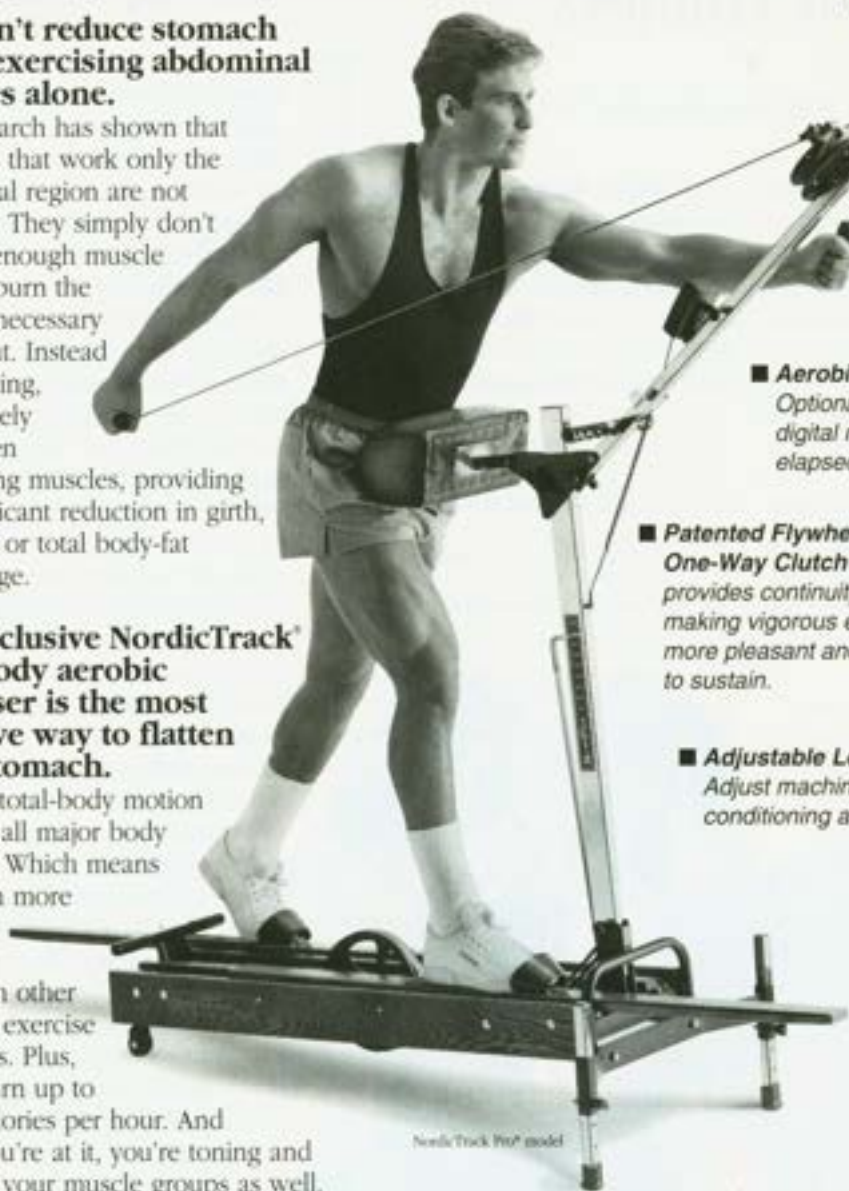 n't reduce stomach
exercising abdominal
s alone.
arch has shown that
that work only the
al region are not
They simply don't
enough muscle
burn the
necessary
t. Instead
ing,
ely
en
ng muscles, providing
icant reduction in girth,
or total body-fat
ge.
clusive NordicTrack®
ody aerobic
ser is the most
ve way to flatten
tomach.
total-body motion
all major body
Which means
n more
n other
exercise
s. Plus,
rn up to
ories per hour. And
u're at it, you're toning and
your muscle groups as well.
■ Aerobi
Optiona
digital
elapsed
■ Patented Flywhe
One-Way Clutch
provides continuit
making vigorous e
more pleasant and
to sustain.
■ Adjustable Le
Adjust machin
conditioning a
NordicTrack Pro® model